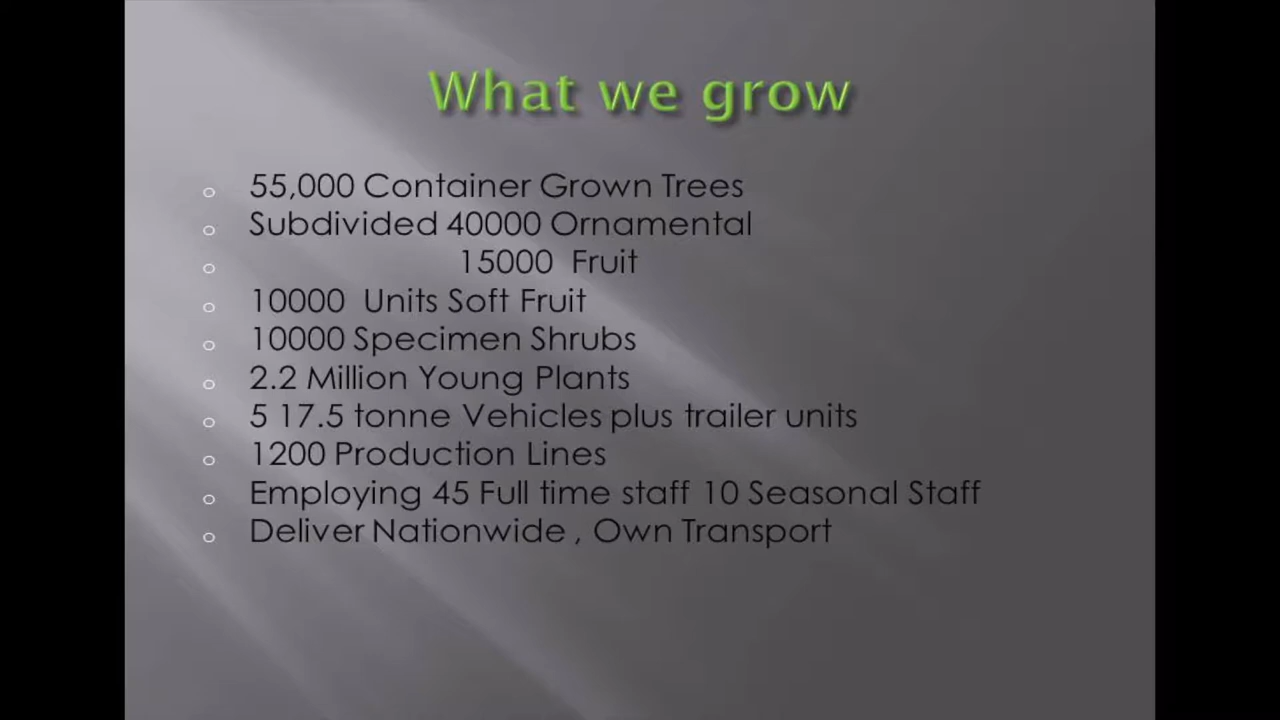 What we grow
55,000 Container Grown Trees
Subdivided 40000 Ornamental
15000 Fruit
10000 Units Soft Fruit
10000 Specimen Shrubs
2.2 Million Young Plants
5 17.5 tonne Vehicles plus trailer units
1200 Production Lines
Employing 45 Full time staff 10 Seasonal Staff
Deliver Nationwide , Own Transport